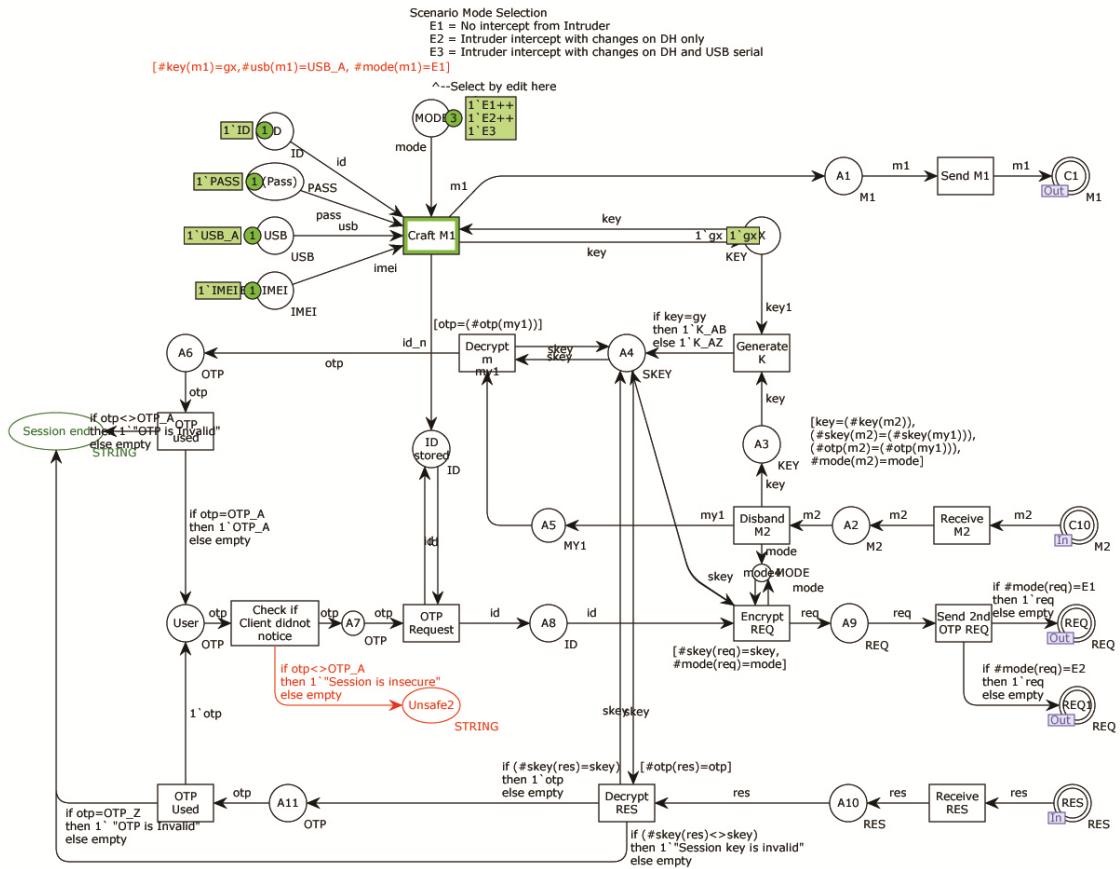 Scenario Mode Selection
E1 = No intercept from Intruder
E2 = Intruder intercept with changes on DH only
E3 = Intruder intercept with changes on DH and USB serial
[#key(m1)=gx,#usb(m1)=USB_A, #mode(m1)=E1]
^--Select by edit here
MODE
3
1`E1++
1`E2++
1`E3
mode
1`ID
1
ID
ID
id
1`PASS
1
(Pass)
PASS
pass
1`USB_A
1
USB
USB
usb
1`IMEI
1
IMEI
IMEI
imei
Craft M1
m1
A1
M1
m1
Send M1
m1
C1
Out
M1
key
key
1`gx
1`gx
KEY
key1
[otp=(#otp(my1))]
if key=gy
then 1`K_AB
else 1`K_AZ
A6
OTP
otp
id_n
Decrypt
m
my1
skey
skey
A4
SKEY
Generate
K
otp
key
Session end
STRING
if otp<>OTP_A
then 1`"OTP is Invalid"
else empty
OTP
used
ID
stored
ID
A3
KEY
key
[key=(#key(m2)),
(#skey(m2)=(#skey(my1))),
(#otp(m2)=(#otp(my1))),
#mode(m2)=mode]
if otp=OTP_A
then 1`OTP_A
else empty
A5
MY1
my1
Disband
M2
m2
A2
M2
m2
Receive
M2
m2
C10
In
M2
id
id
mode
mode
MODE
mode
skey
User
OTP
otp
Check if
Client didnot
notice
otp
A7
OTP
otp
OTP
Request
id
A8
ID
id
Encrypt
REQ
req
A9
REQ
req
Send 2nd
OTP REQ
if #mode(req)=E1
then 1`req
else empty
REQ
Out
REQ
[#skey(req)=skey,
#mode(req)=mode]
if otp<>OTP_A
then 1`"Session is insecure"
else empty
Unsafe2
STRING
if #mode(req)=E2
then 1`req
else empty
REQ1
Out
REQ
1`otp
skey
skey
if (#skey(res)=skey)
then 1`otp
else empty
[#otp(res)=otp]
OTP
Used
otp
A11
OTP
Decrypt
RES
res
A10
RES
res
Receive
RES
res
RES
In
RES
if otp=OTP_Z
then 1` "OTP is Invalid"
else empty
if (#skey(res)<>skey)
then 1`"Session key is invalid"
else empty